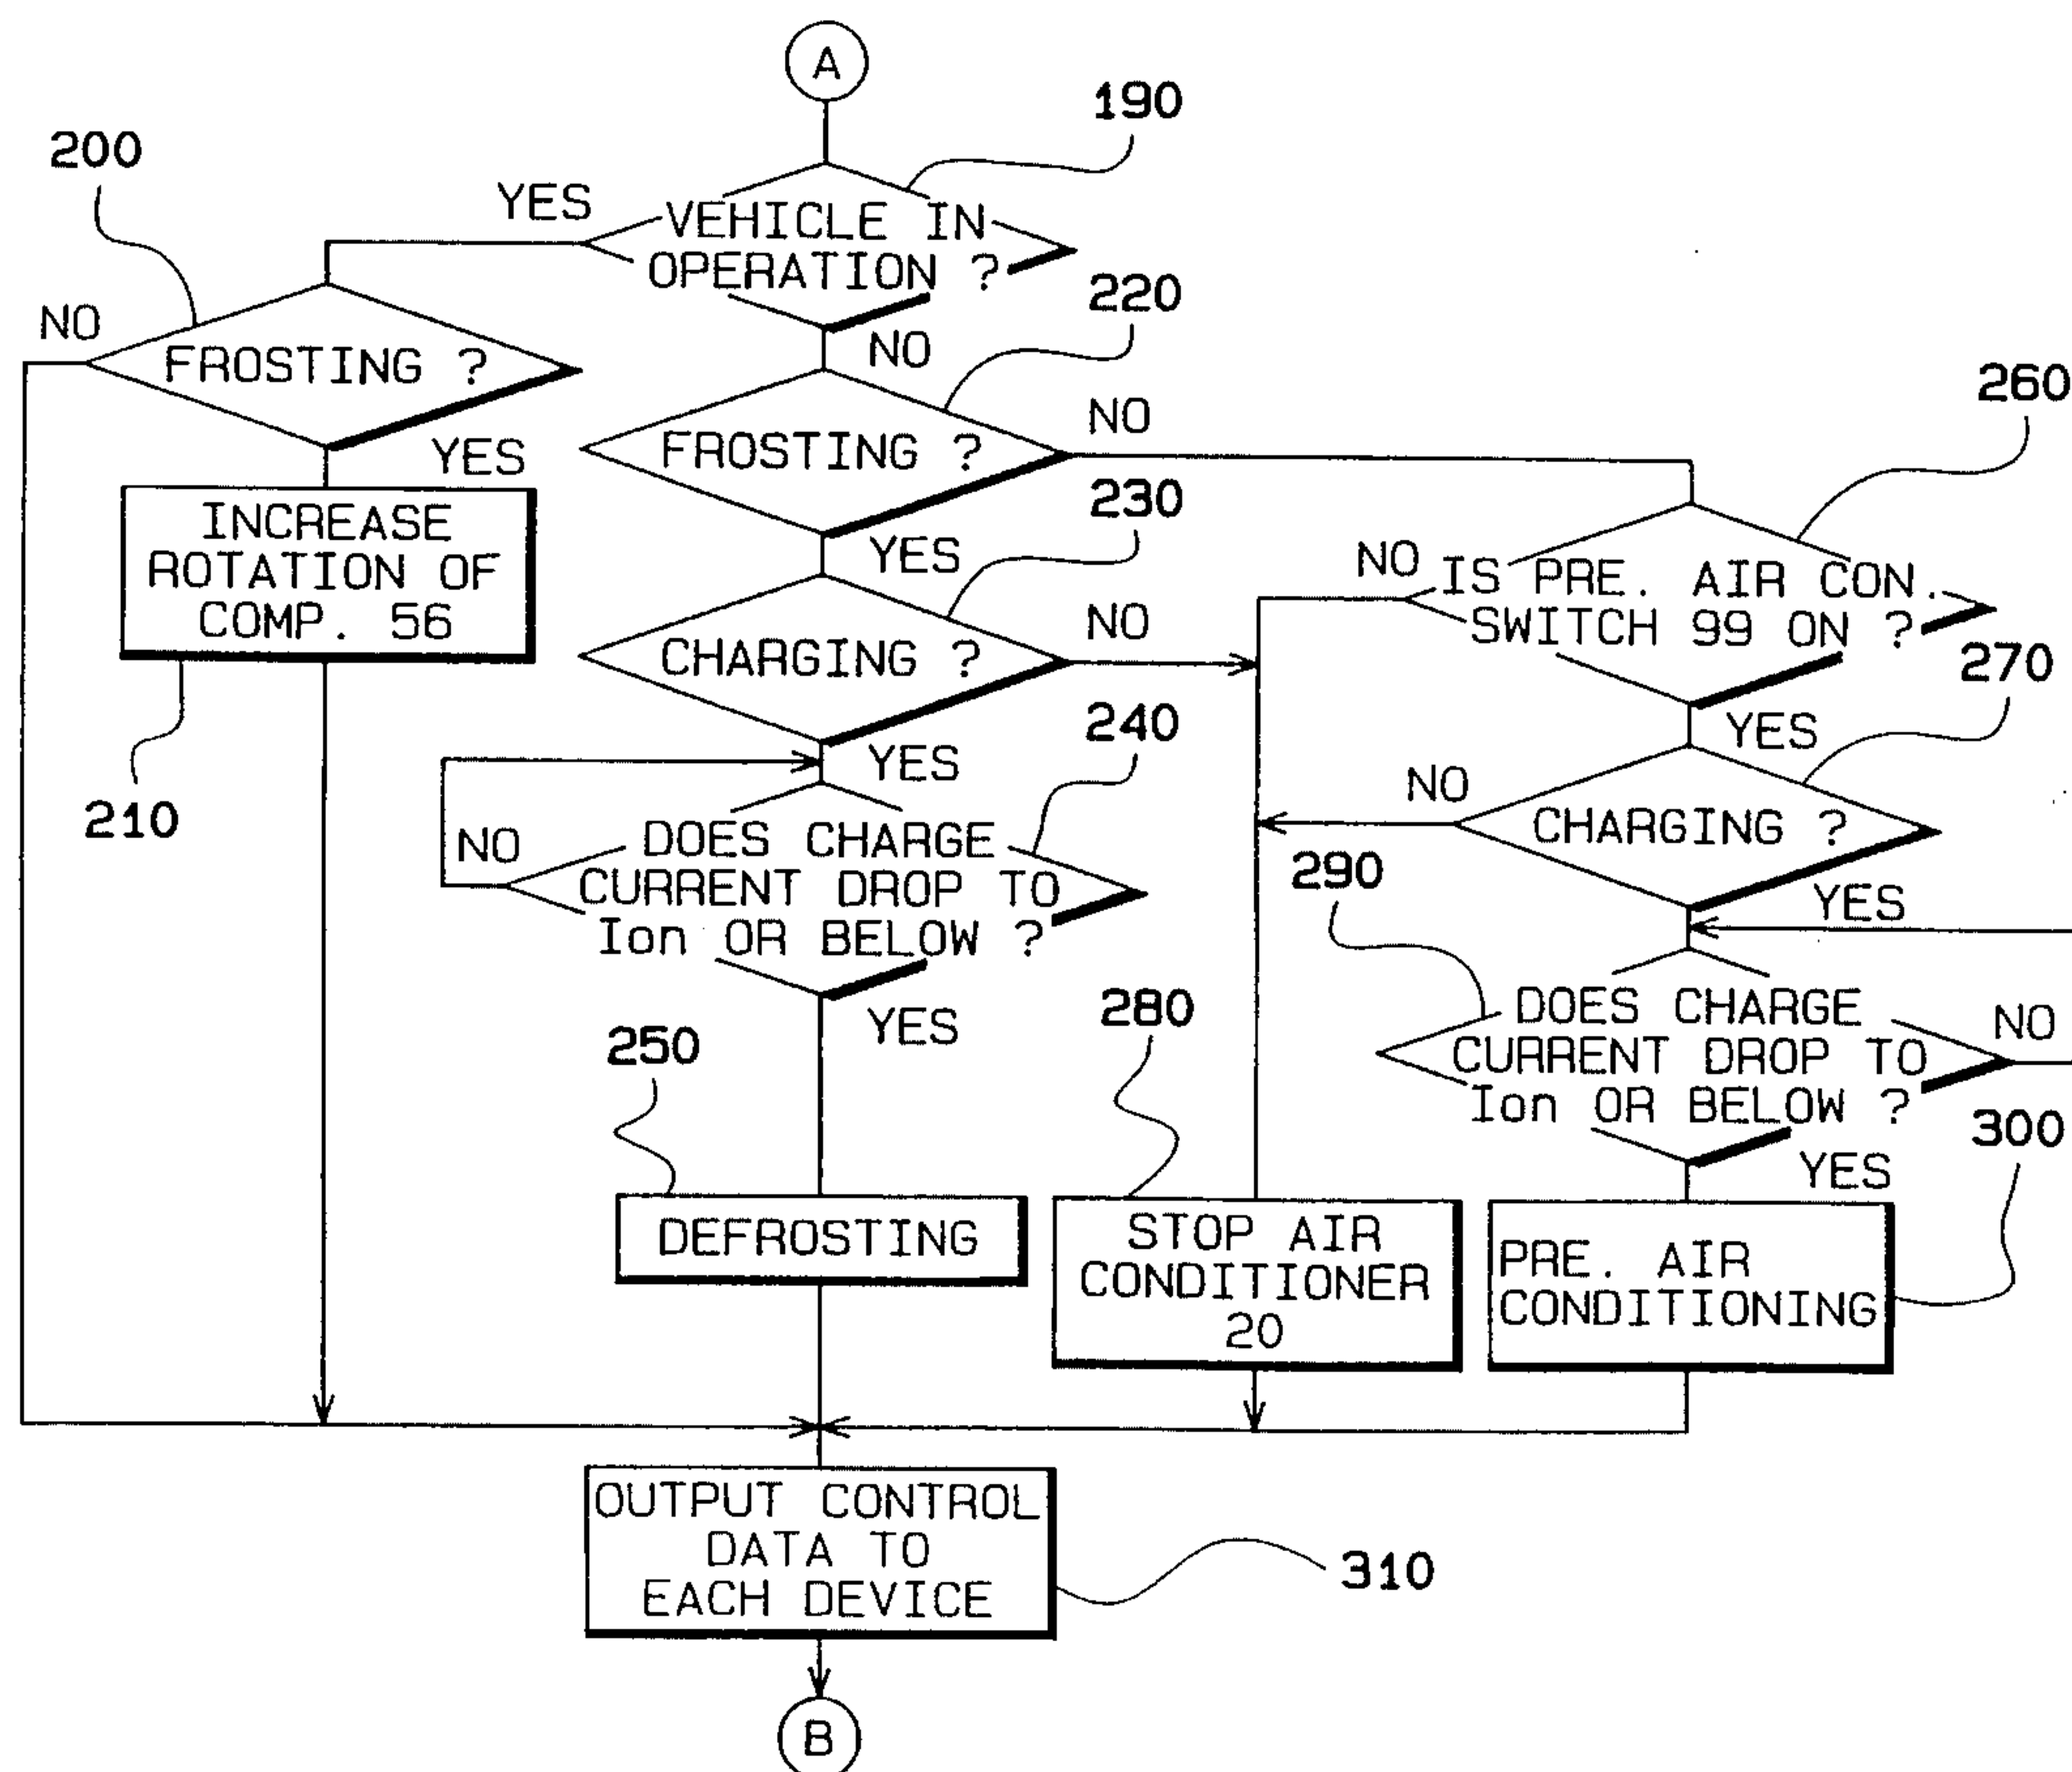 A
190
200
YES
VEHICLE IN
OPERATION ?
220
NO
NO
FROSTING ?
260
NO
FROSTING ?
YES
230
INCREASE
ROTATION OF
COMP. 56
YES
NO
IS PRE. AIR CON.
SWITCH 99 ON ?
NO
CHARGING ?
270
240
YES
YES
210
NO
CHARGING ?
NO
DOES CHARGE
CURRENT DROP TO
Ion OR BELOW ?
290
YES
YES
280
DOES CHARGE
CURRENT DROP TO
Ion OR BELOW ?
NO
250
300
YES
DEFROSTING
STOP AIR
CONDITIONER
20
PRE. AIR
CONDITIONING
OUTPUT CONTROL
DATA TO
EACH DEVICE
310
B